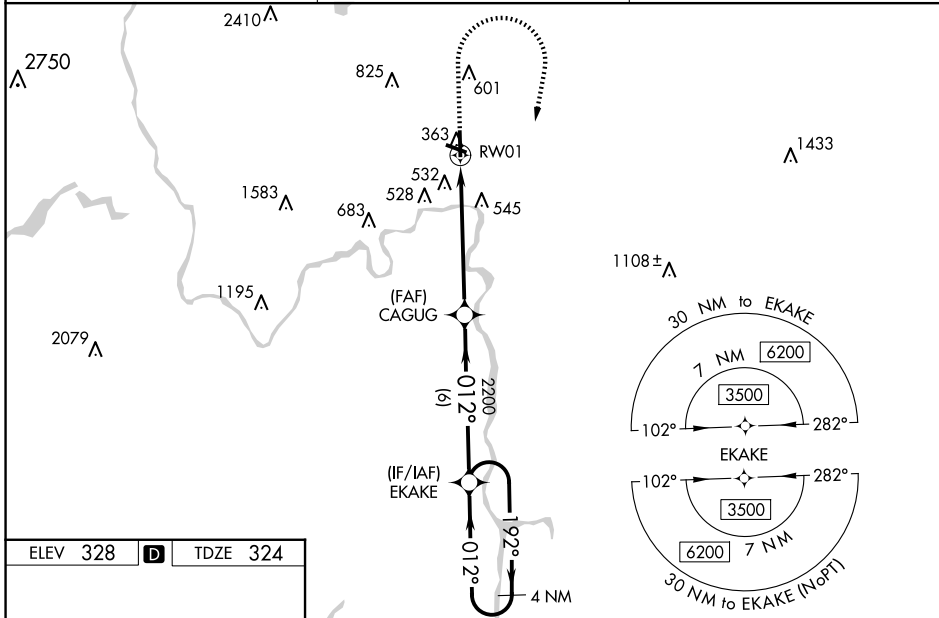 2410
2750
825
601
363
RW01
1433
532
1583
528
545
683
1108±
1195
(FAF)
CAGUG
2079
30 NM to EKAKE
7 NM
6200
3500
2200
012°
(6)
102°
282°
EKAKE
(IF/IAF)
EKAKE
102°
282°
3500
7 NM
6200
30 NM to EKAKE (NoPT)
192°
012°
4 NM
ELEV 328 D TDZE 324